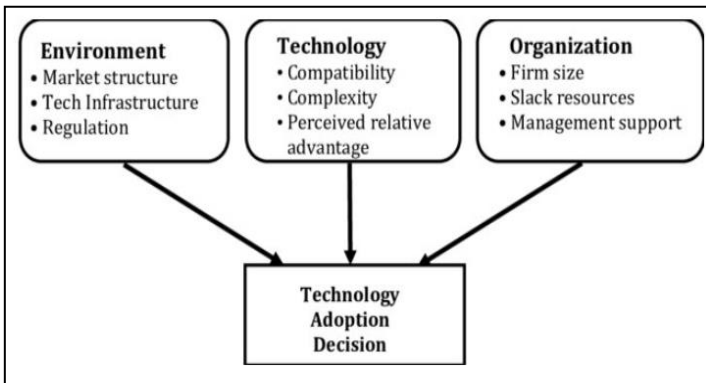 Environment
• Market structure
• Tech Infrastructure
• Regulation
Technology
• Compatibility
• Complexity
• Perceived relative
advantage
Organization
• Firm size
• Slack resources
• Management support
Technology
Adoption
Decision